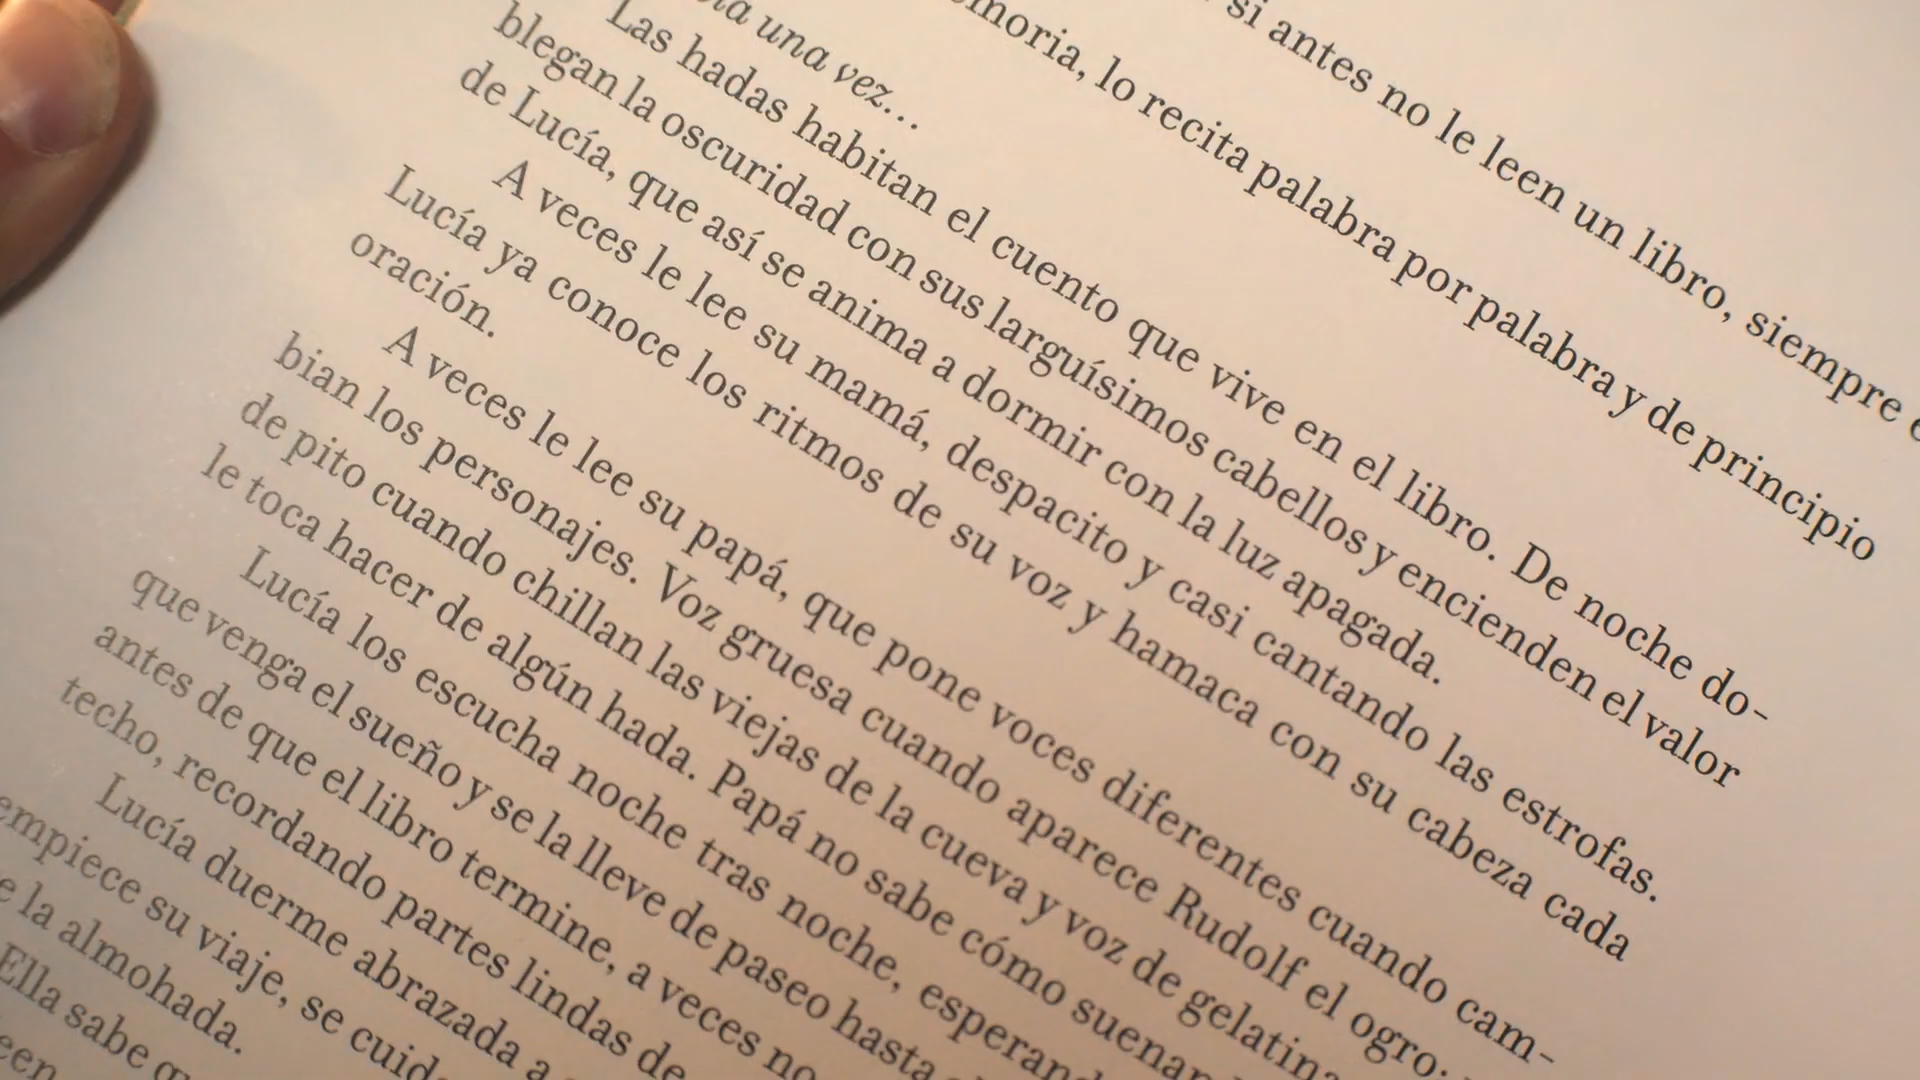 si antes no le leen un libro, siempre
lo recita palabra por palabra y de principio
una vez...
Las hadas habitan el cuento que vive en el libro. De noche do-
blegan la oscuridad con sus larguísimos cabellos y encienden el valor
de Lucía, que así se anima a dormir con la luz apagada.
A veces le lee su mamá, despacito y casi cantando las estrofas.
Lucía ya conoce los ritmos de su voz y hamaca con su cabeza cada
oración.
A veces le lee su papá, que pone voces diferentes cuando cam-
bian los personajes. Voz gruesa cuando aparece Rudolf el ogro.
de pito cuando chillan las viejas de la cueva y voz de gelatina
le toca hacer de algún hada. Papá no sabe cómo suenan
Lucía los escucha noche tras noche, esperand
que venga el sueño y se la lleve de paseo hasta
antes de que el libro termine, a veces no
techo, recordando partes lindas de
Lucía duerme abrazada a
empiece su viaje, se cuid
la almohada.
Ella sabe